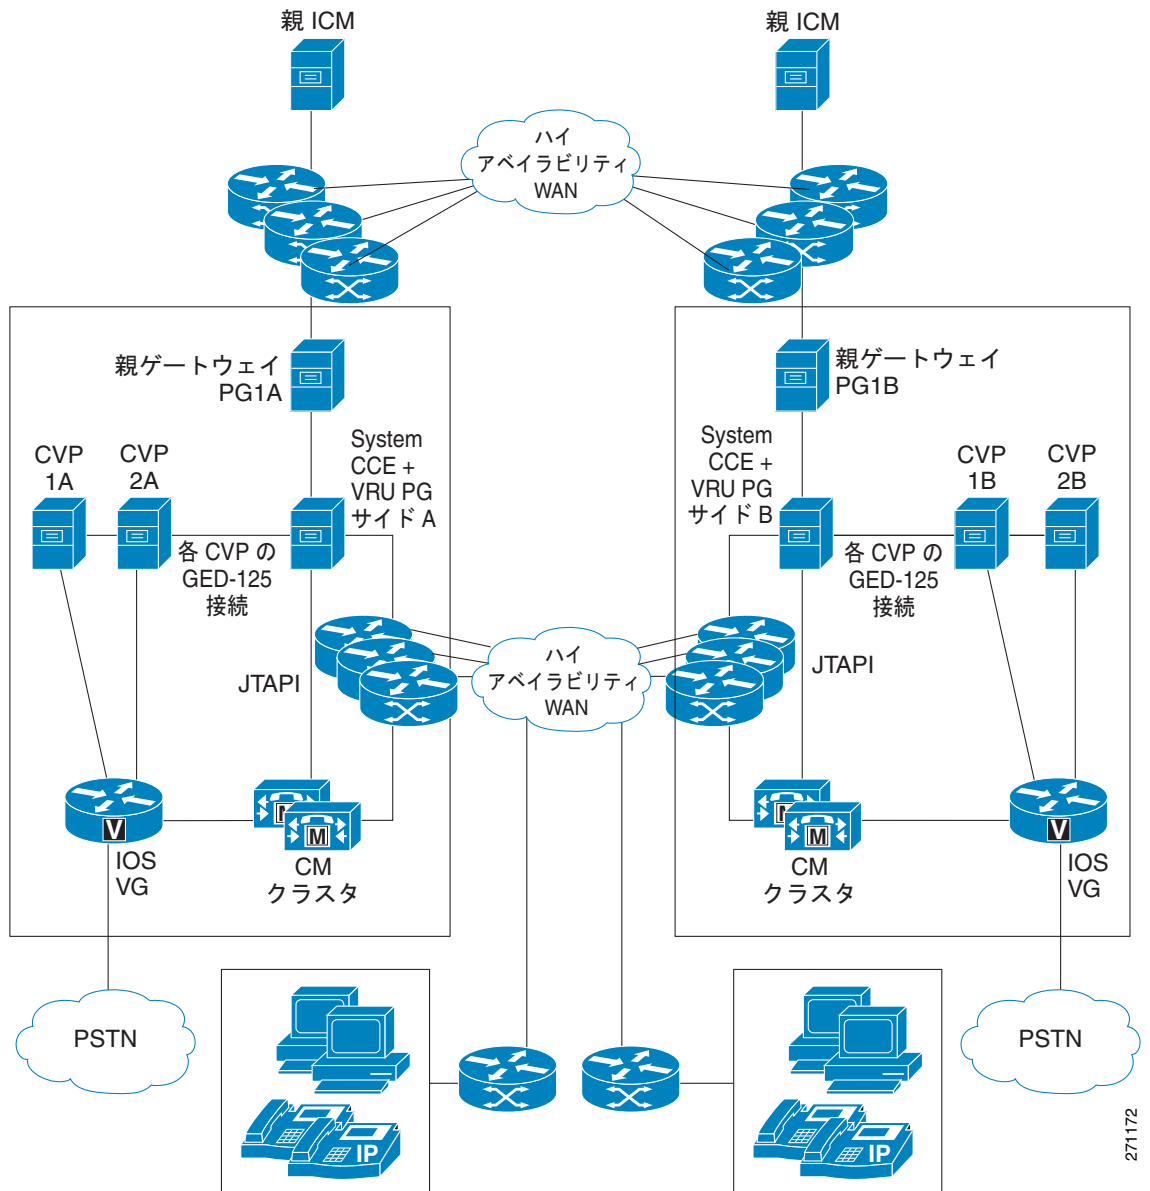 親 ICM
親 ICM
ハイ
アベイラビリティ
WAN
親ゲートウェイ
PG1A
親ゲートウェイ
PG1B
CVP
1A
CVP
2A
System
CCE +
VRU PG
サイド A
System
CCE +
VRU PG
サイド B
CVP
1B
CVP
2B
各 CVP の
GED-125
接続
各 CVP の
GED-125
接続
JTAPI
ハイ
アベイラビリティ
WAN
JTAPI
V
IOS
VG
M
M
CM
クラスタ
M
M
CM
クラスタ
V
IOS
VG
PSTN
PSTN
IP
IP
271172